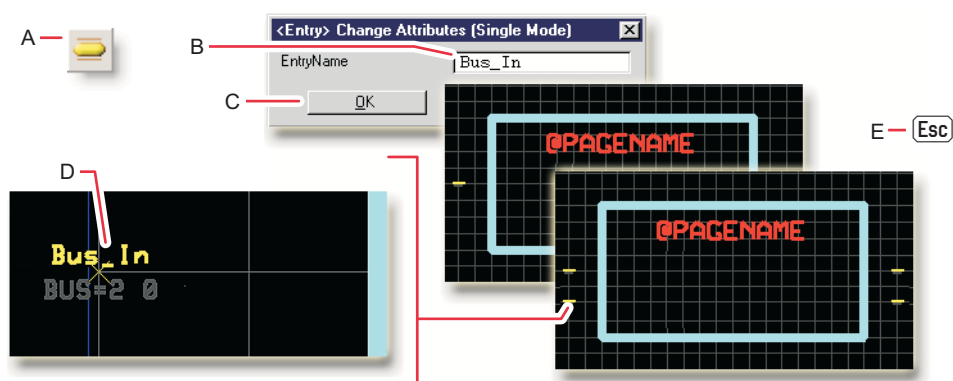 A
B
<Entry> Change Attributes (Single Mode)
EntryName
Bus_In
C
OK
@PAGENAME
E
Esc
D
Bus_In
BUS=2 0
@PAGENAME